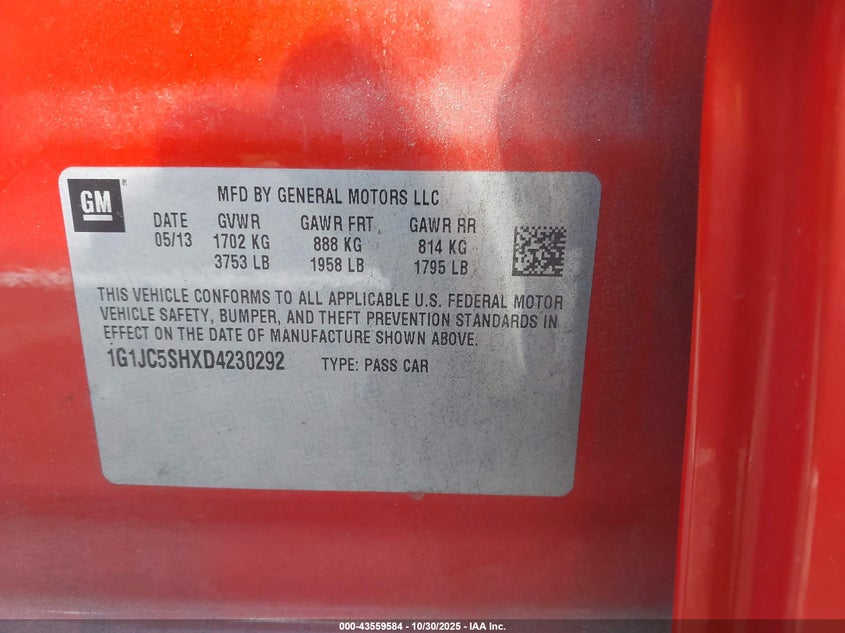 GM
MFD BY GENERAL MOTORS LLC
DATE GVWR GAWR FRT GAWR RR
05/13 1702 KG 888 KG 814 KG
3753 LB 1958 LB 1795 LB
THIS VEHICLE CONFORMS TO ALL APPLICABLE U.S. FEDERAL MOTOR
VEHICLE SAFETY, BUMPER, AND THEFT PREVENTION STANDARDS IN
EFFECT ON THE DATE OF MANUFACTURE SHOWN ABOVE.
1G1JC5SHXD4230292 TYPE: PASS CAR
000-43559584 - 10/30/2025 - IAA Inc.